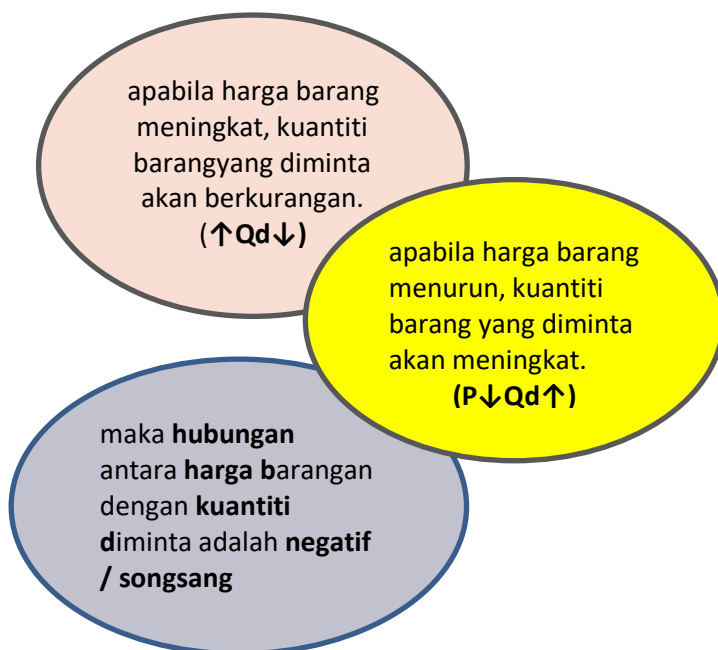 apabila harga barang
meningkat, kuantiti
barangyang diminta
akan berkurangan.
(↑Qd↓)
apabila harga barang
menurun, kuantiti
barang yang diminta
akan meningkat.
(P↓Qd↑)
maka hubungan
antara harga barangan
dengan kuantiti
diminta adalah negatif
/ songsang